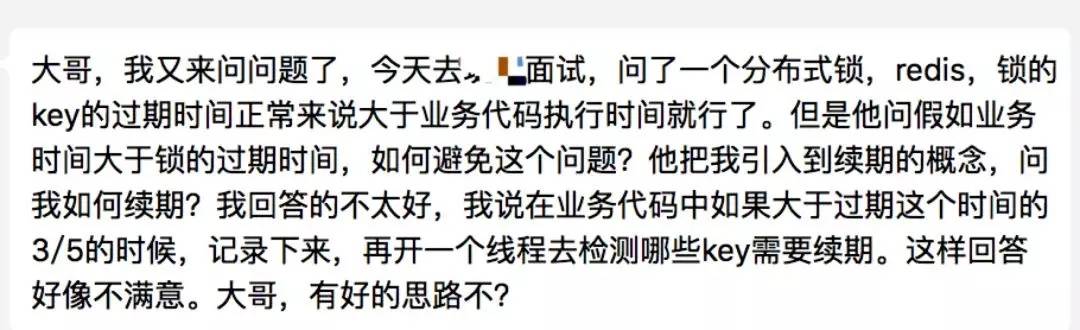 大哥，我又来问问题了，今天去面试，问了一个分布式锁，redis，锁的
key的过期时间正常来说大于业务代码执行时间就行了。但是他问假如业务
时间大于锁的过期时间，如何避免这个问题？他把我引入到续期的概念，问
我如何续期？我回答的不太好，我说在业务代码中如果大于过期这个时间的
3/5的时候，记录下来，再开一个线程去检测哪些key需要续期。这样回答
好像不满意。大哥，有好的思路不？